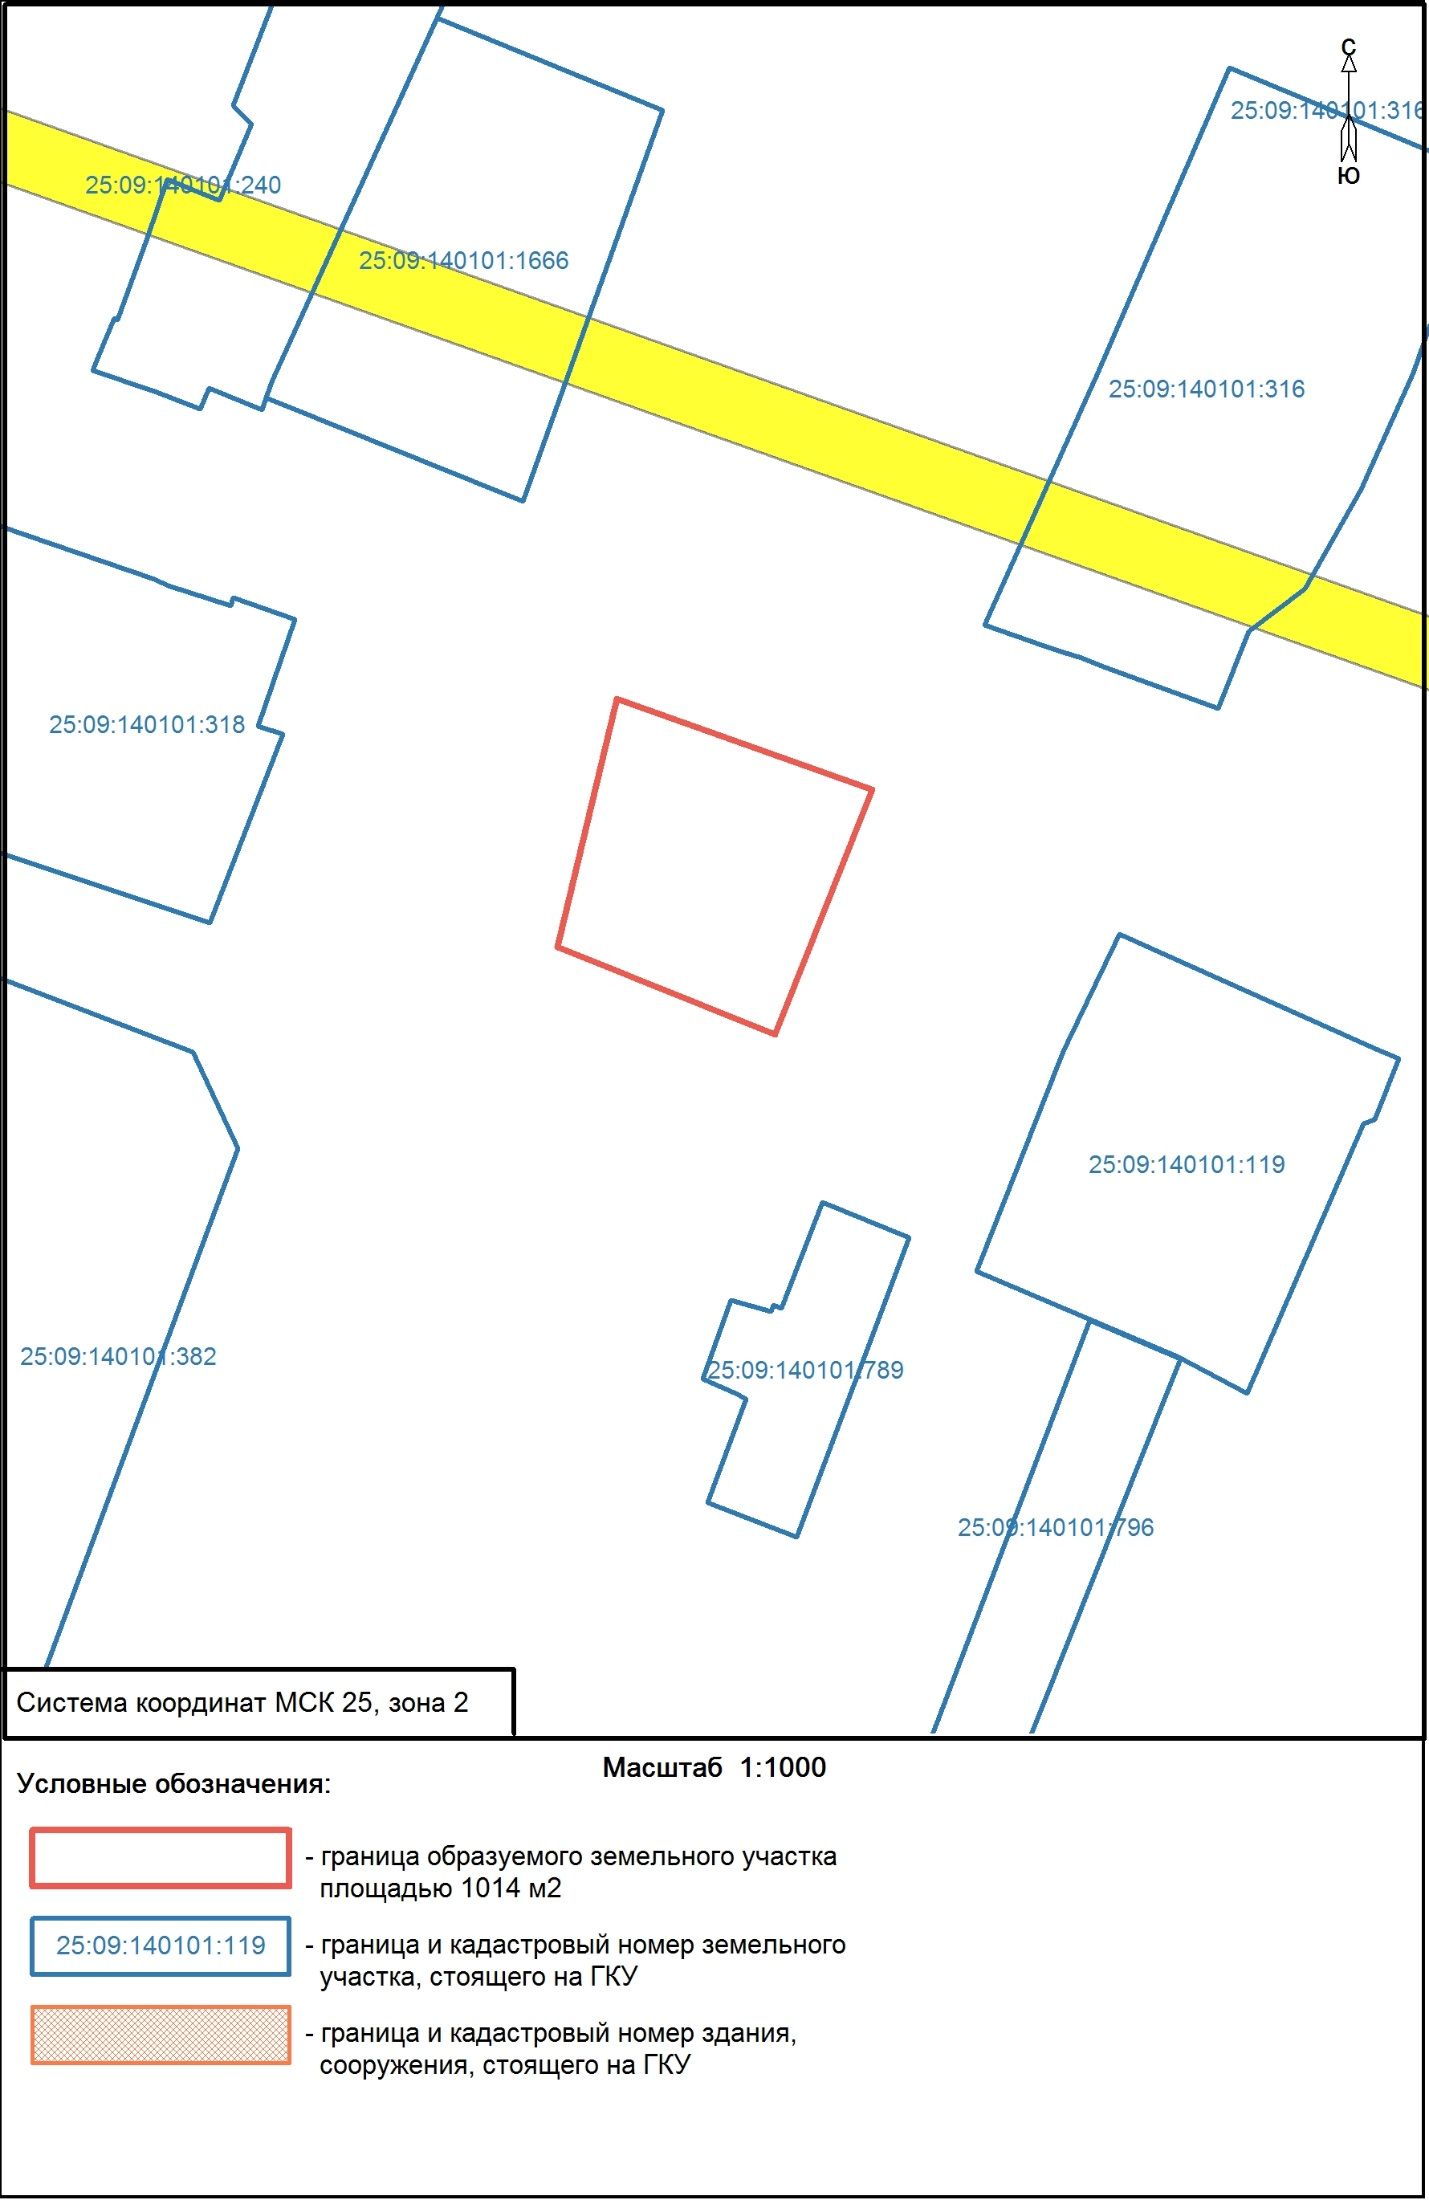 С
25:09:140101:316
Ю
25:09:140101:240
25:09:140101:1666
25:09:140101:316
25:09:140101:318
25:09:140101:119
25:09:140101:382
25:09:140101:789
25:09:140101:796
Система координат МСК 25, зона 2
Масштаб 1:1000
Условные обозначения:
- граница образуемого земельного участка
площадью 1014 м2
25:09:140101:119
- граница и кадастровый номер земельного
участка, стоящего на ГКУ
- граница и кадастровый номер здания,
сооружения, стоящего на ГКУ